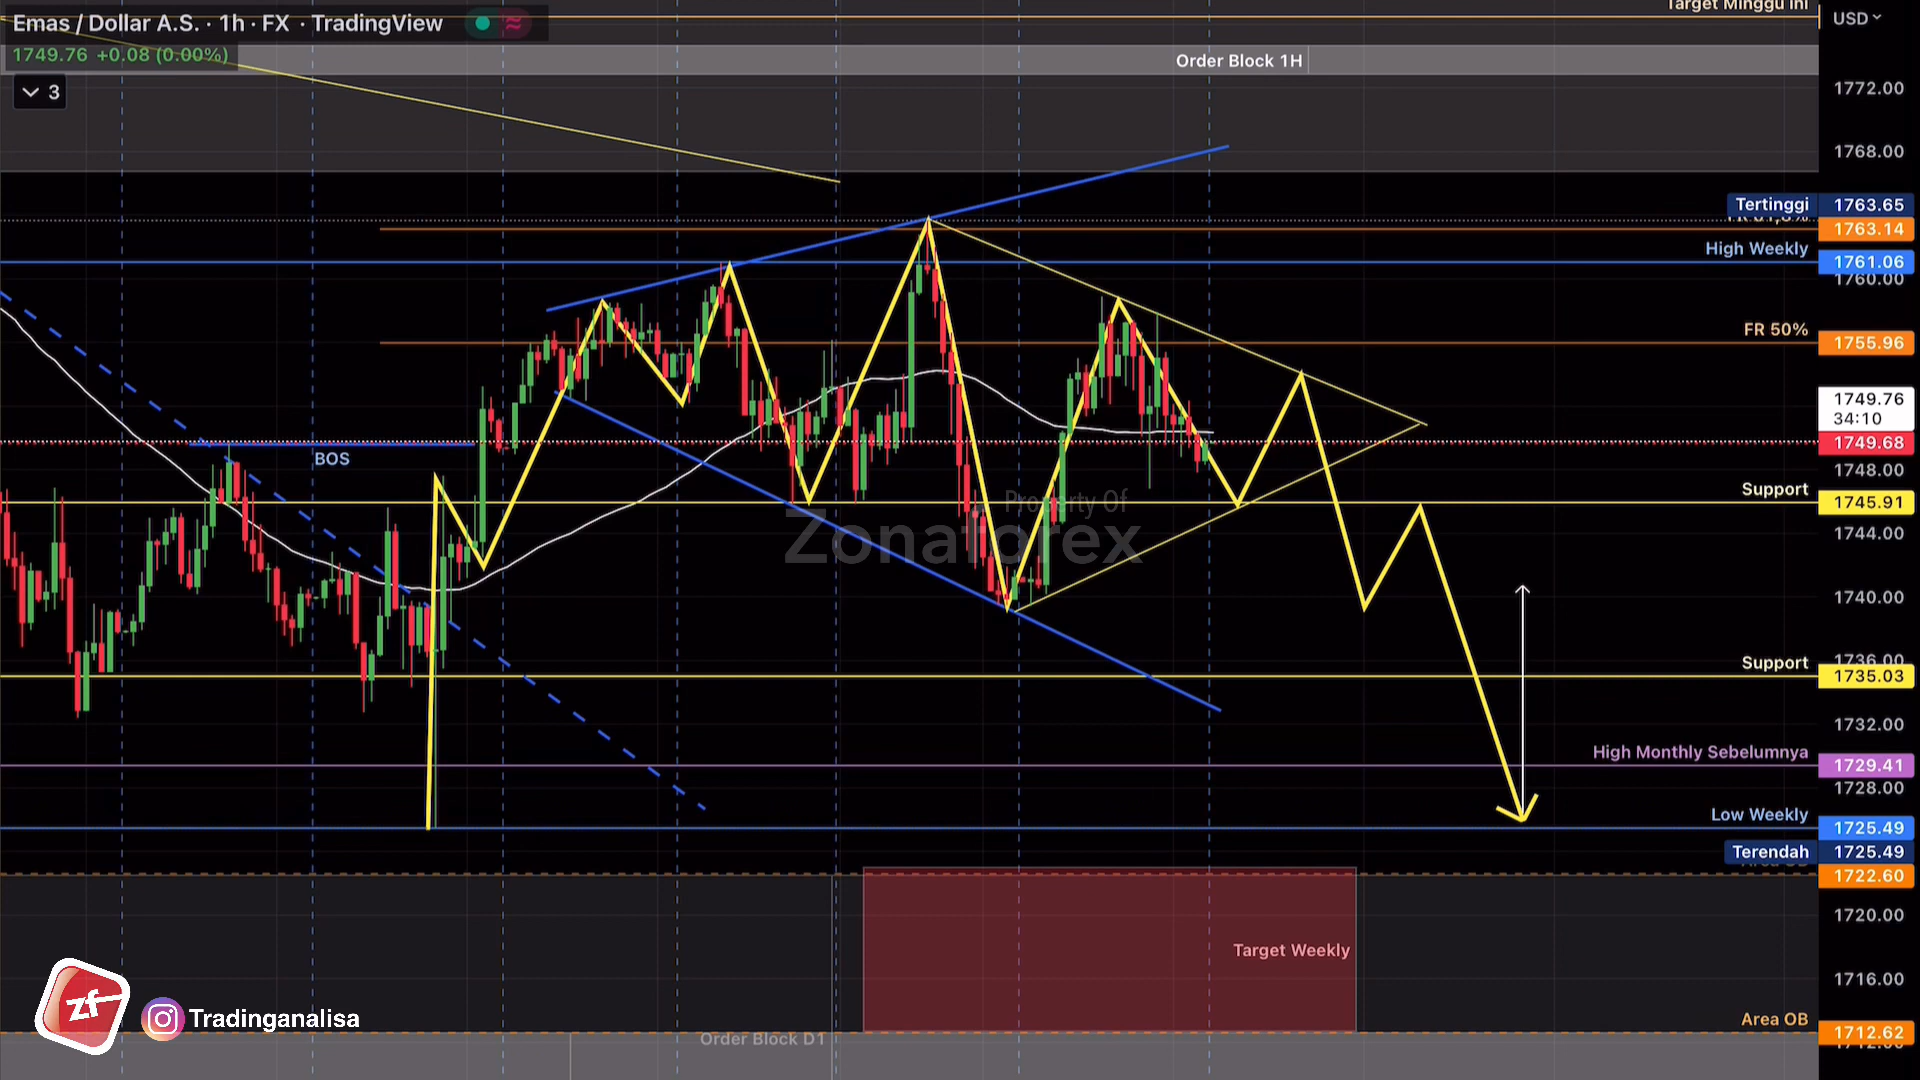 Target Minggu Ini
Emas / Dollar A.S. · 1h · FX · TradingView
USD
1749.76 +0.08 (0.00%)
Order Block 1H
3
1772.00
1768.00
Tertinggi 1763.65
1763.14
High Weekly
1761.06
1760.00
FR 50%
1755.96
1749.76
34:10
1749.68
BOS
1748.00
Support
1745.91
Property Of
Zonaforex
1744.00
1740.00
1736.00
Support
1735.03
1732.00
High Monthly Sebelumnya
1729.41
1728.00
Low Weekly
1725.49
Terendah 1725.49
1722.60
1720.00
Target Weekly
1716.00
zf
Tradinganalisa
Area OB
1712.62
Order Block D1
1712.00